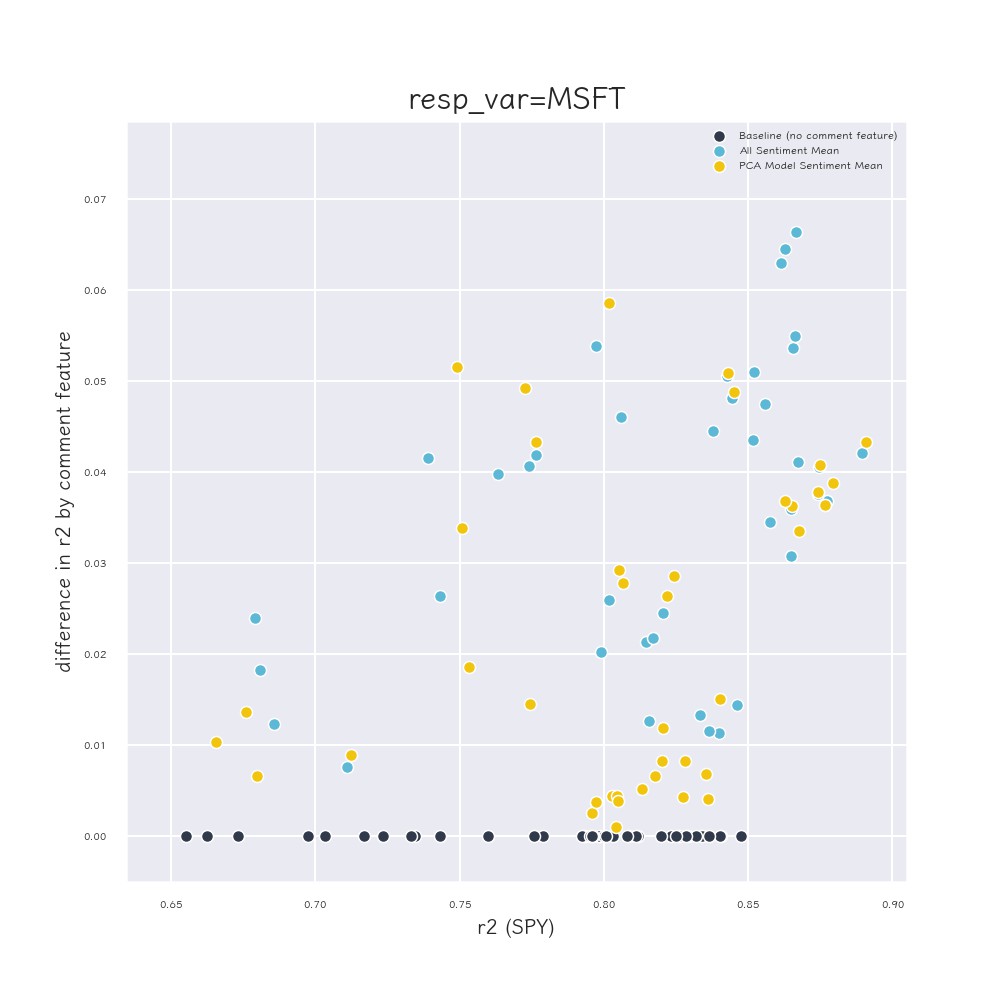 resp_var=MSFT
Baseline (no comment feature)
All Sentiment Mean
PCA Model Sentiment Mean
difference in r2 by comment feature
0.07
0.06
0.05
0.04
0.03
0.02
0.01
0.00
0.65 0.70 0.75 0.80 0.85 0.90
r2 (SPY)